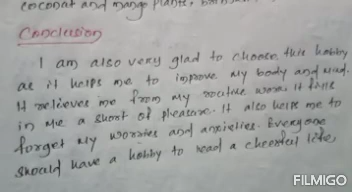 coconut and mango plants,
Conclusion
I am also very glad to choose this hobby
as it helps me to improve my body and mind.
It relieves me from my routine work. It fills
in me a short of pleasure. It also helps me to
forget my worries and anxieties. Everyone
should have a hobby to lead a cheerful life
FILMIGO